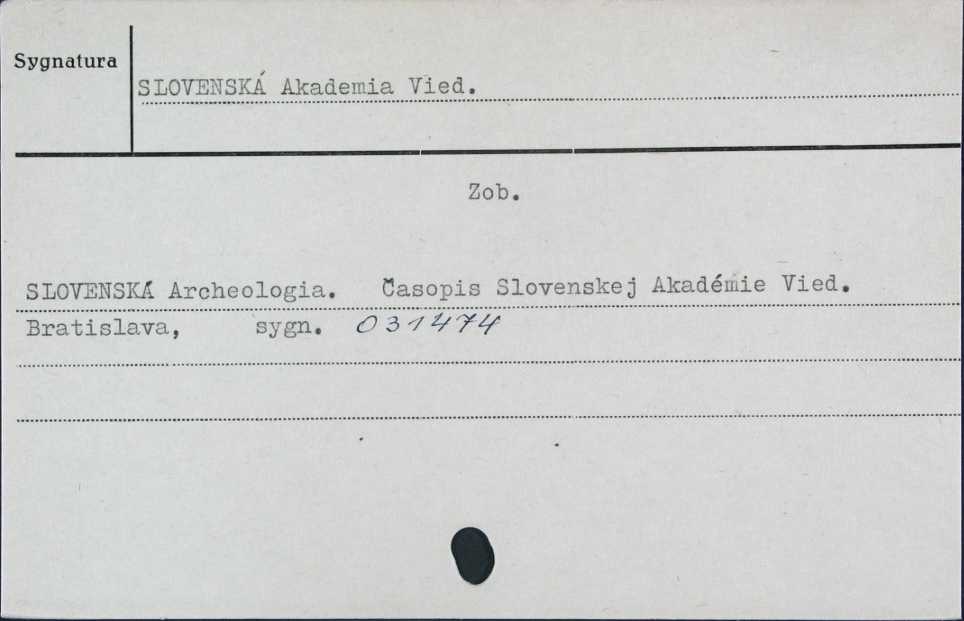 Sygnatura
SLOVENSKÁ Akademia Vied.
Zob.
SLOVENSKÁ Archeologia. Časopis Slovenskej Akadémie Vied.
Bratislava, sygn. 031474